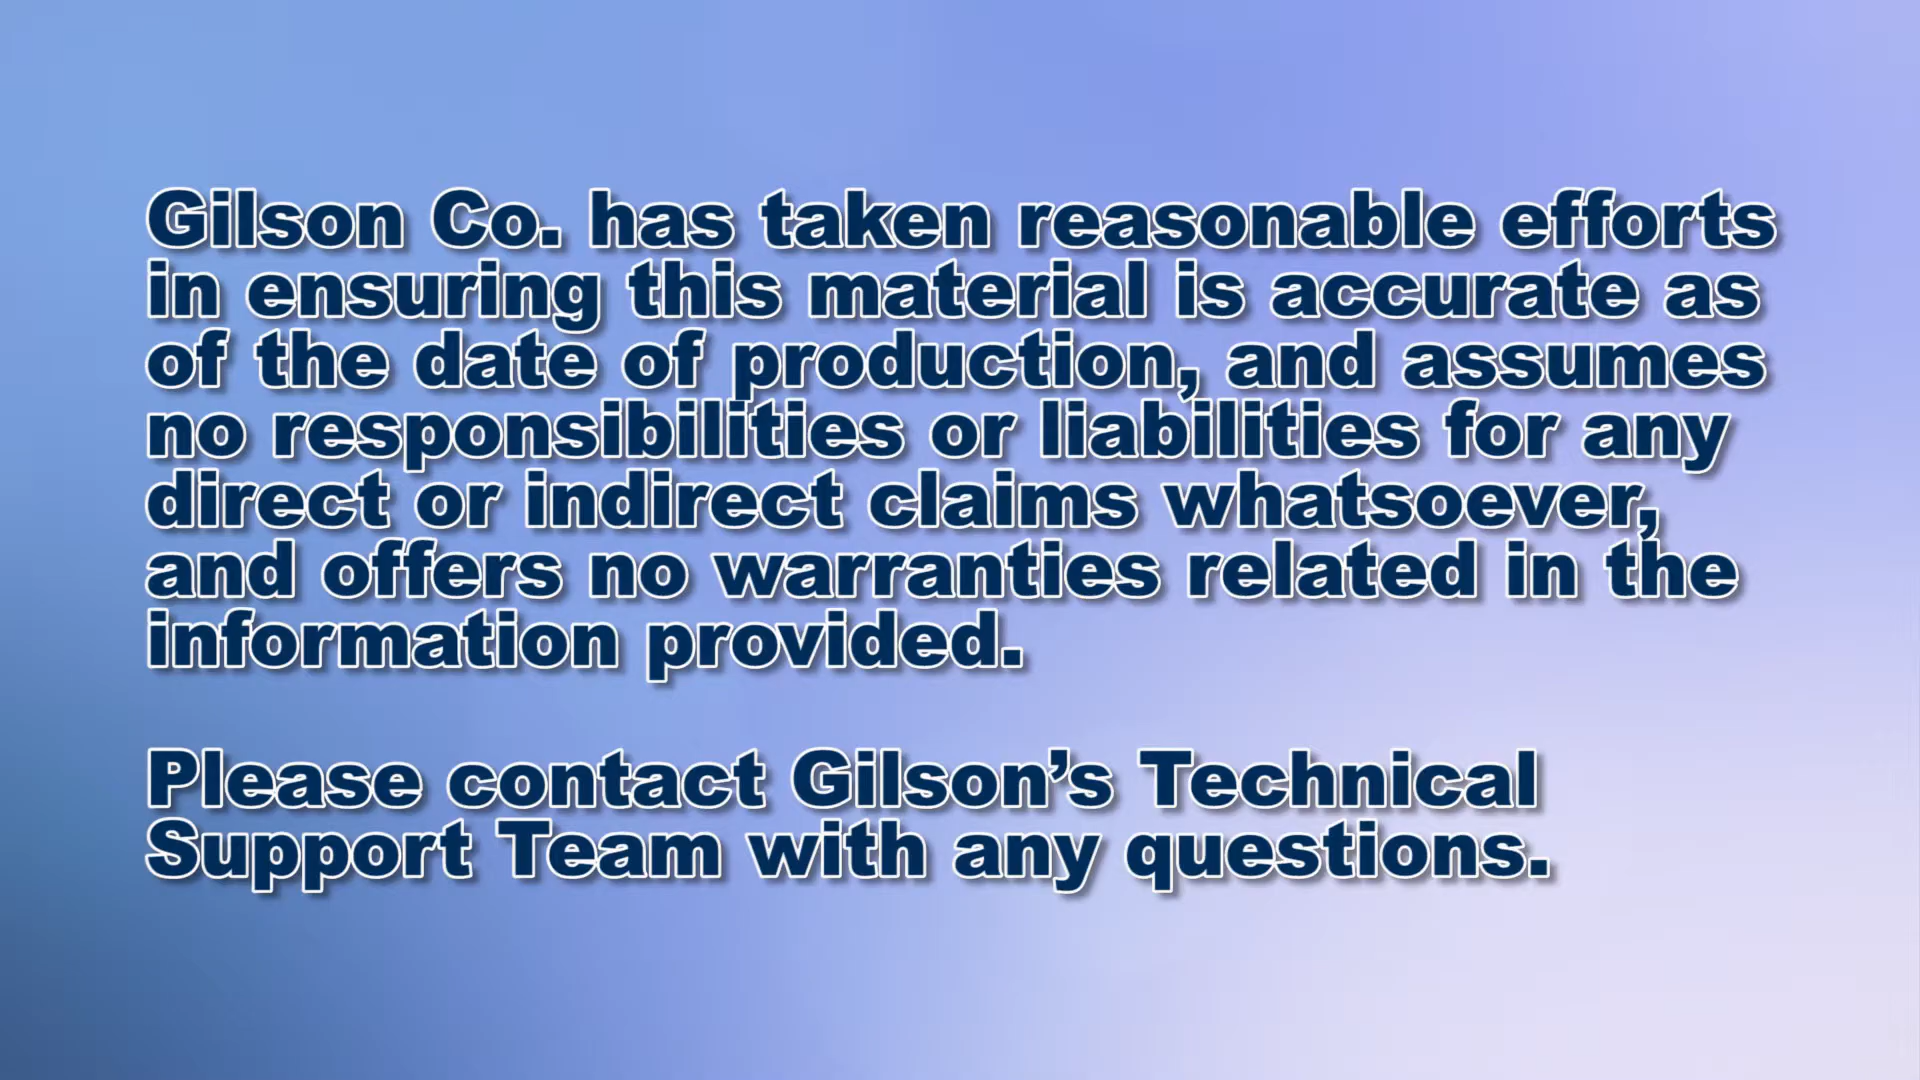 Gilson Co. has taken reasonable efforts
in ensuring this material is accurate as
of the date of production, and assumes
no responsibilities or liabilities for any
direct or indirect claims whatsoever,
and offers no warranties related in the
information provided.
Please contact Gilson’s Technical
Support Team with any questions.